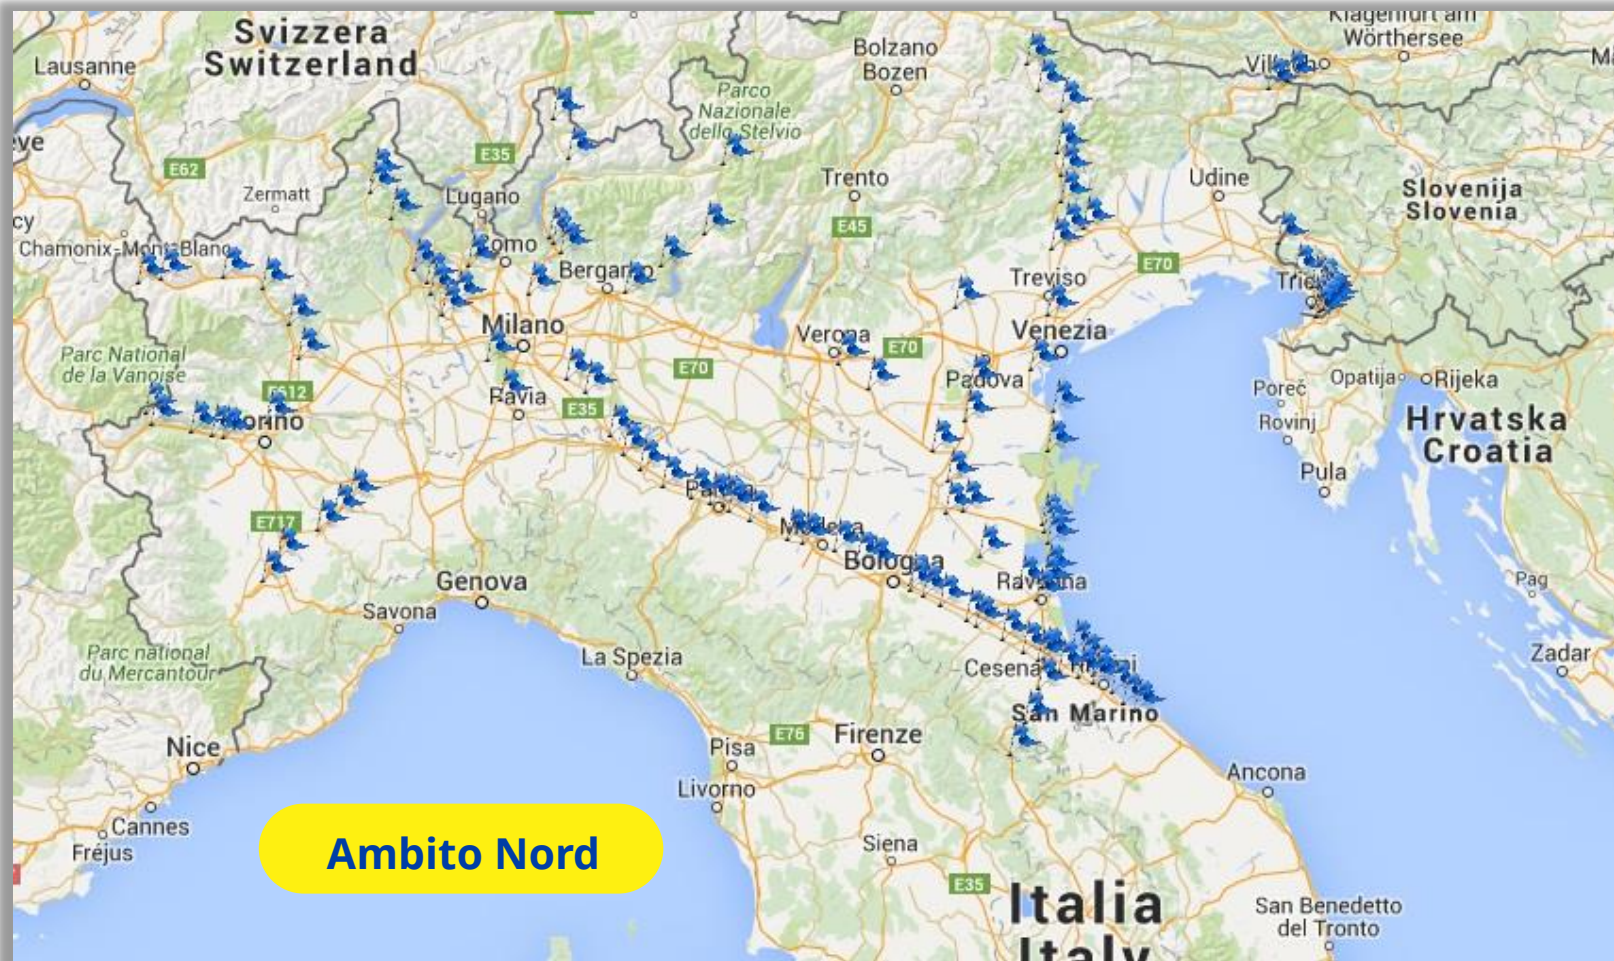 Svizzera
Switzerland
Lausanne
Bolzano
Bozen
Klagenfurt am
Wörthersee
Parco
Nazionale
dello Stelvio
E35
E62
Zermatt
Lugano
Trento
Udine
Slovenija
Slovenia
E45
Chamonix-Mont-Blanc
Como
Bergamo
E70
Treviso
Milano
Verona
E70
Venezia
Parc National
de la Vanoise
E70
Padova
Poreč
Opatija
Rijeka
E612
Pavia
E35
Torino
Rovinj
Hrvatska
Croatia
Pula
Parma
E717
Modena
Bologna
Genova
Ravenna
Pag
Savona
Parc national
du Mercantour
La Spezia
Cesena
Rimini
Zadar
San Marino
Nice
Pisa
E76
Firenze
Ancona
Livorno
Cannes
Fréjus
Ambito Nord
Siena
E35
Italia
Italy
San Benedetto
del Tronto